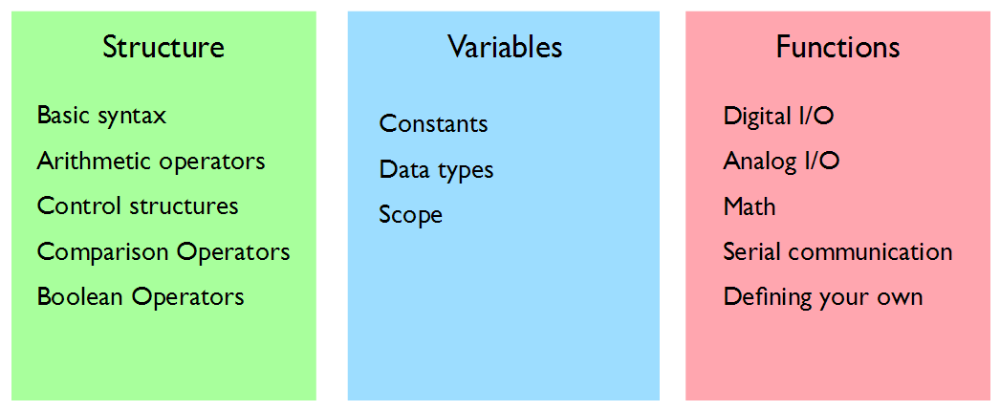 Structure
Basic syntax
Arithmetic operators
Control structures
Comparison Operators
Boolean Operators
Variables
Constants
Data types
Scope
Functions
Digital I/O
Analog I/O
Math
Serial communication
Defining your own